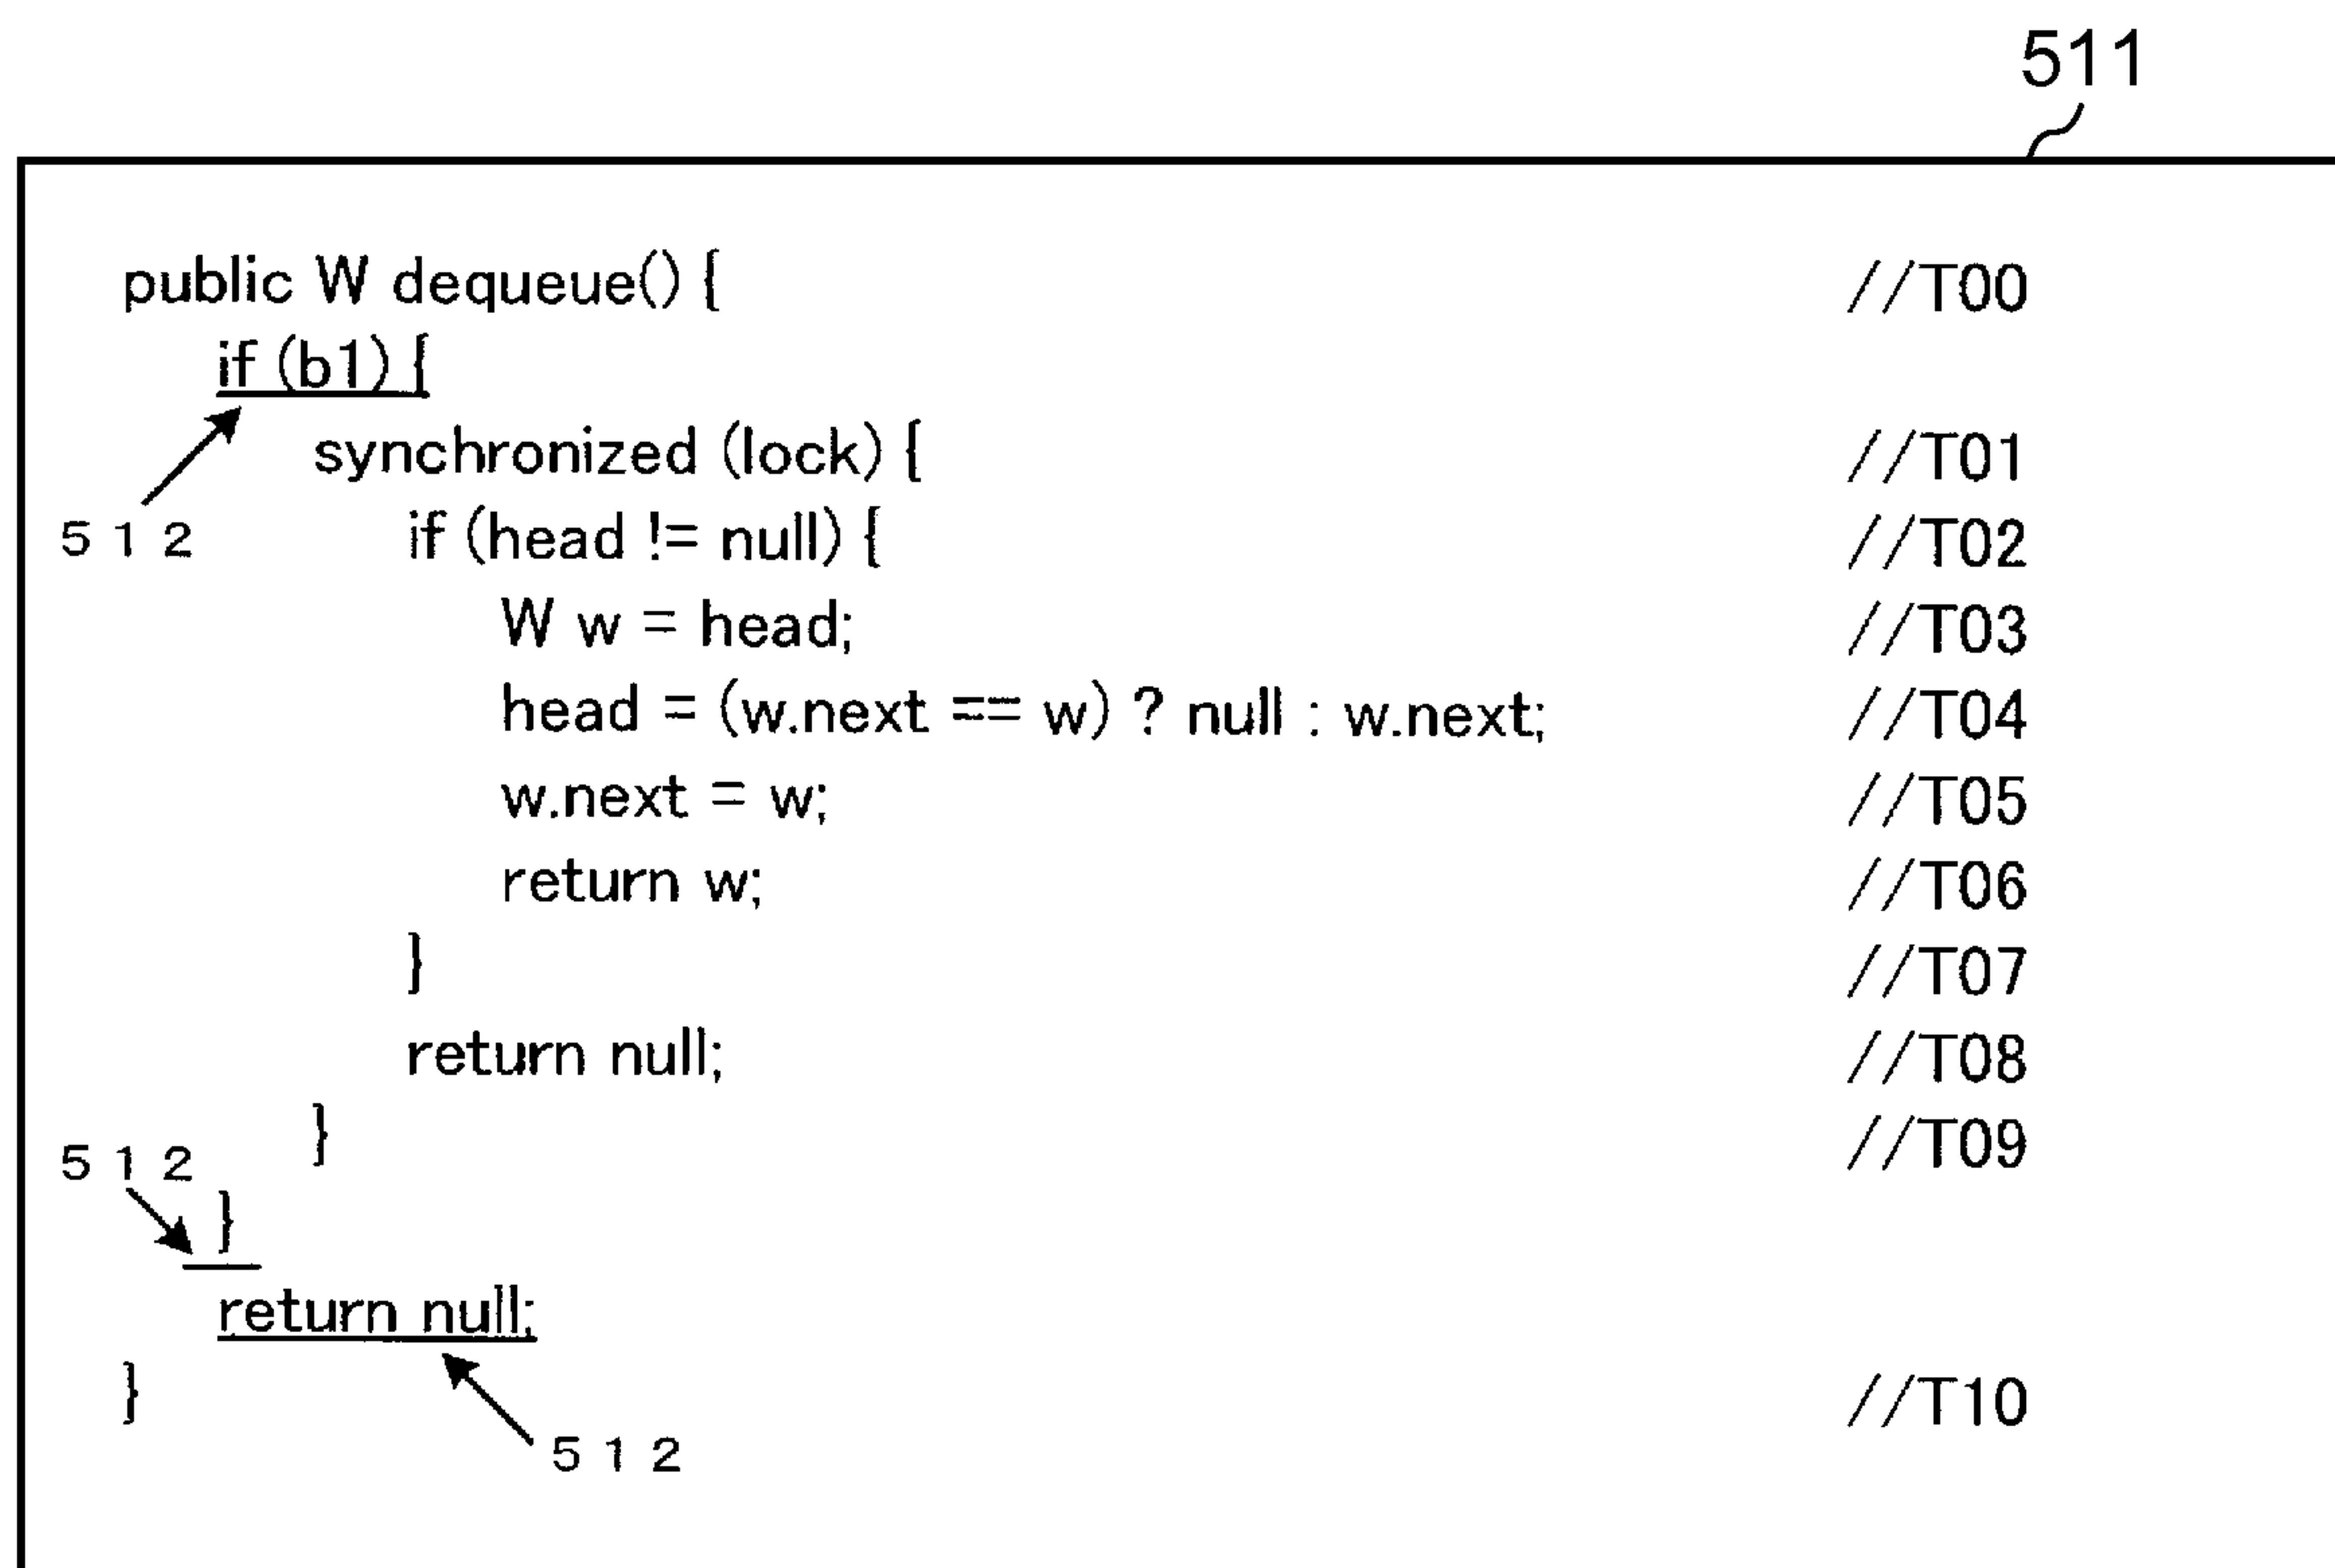 511
public W dequeue() { //T00
if (b1) {
synchronized (lock) { //T01
512 if (head != null) { //T02
W w = head; //T03
head = (w.next == w) ? null : w.next; //T04
w.next = w; //T05
return w; //T06
} //T07
return null; //T08
} //T09
512
}
return null;
} //T10
512